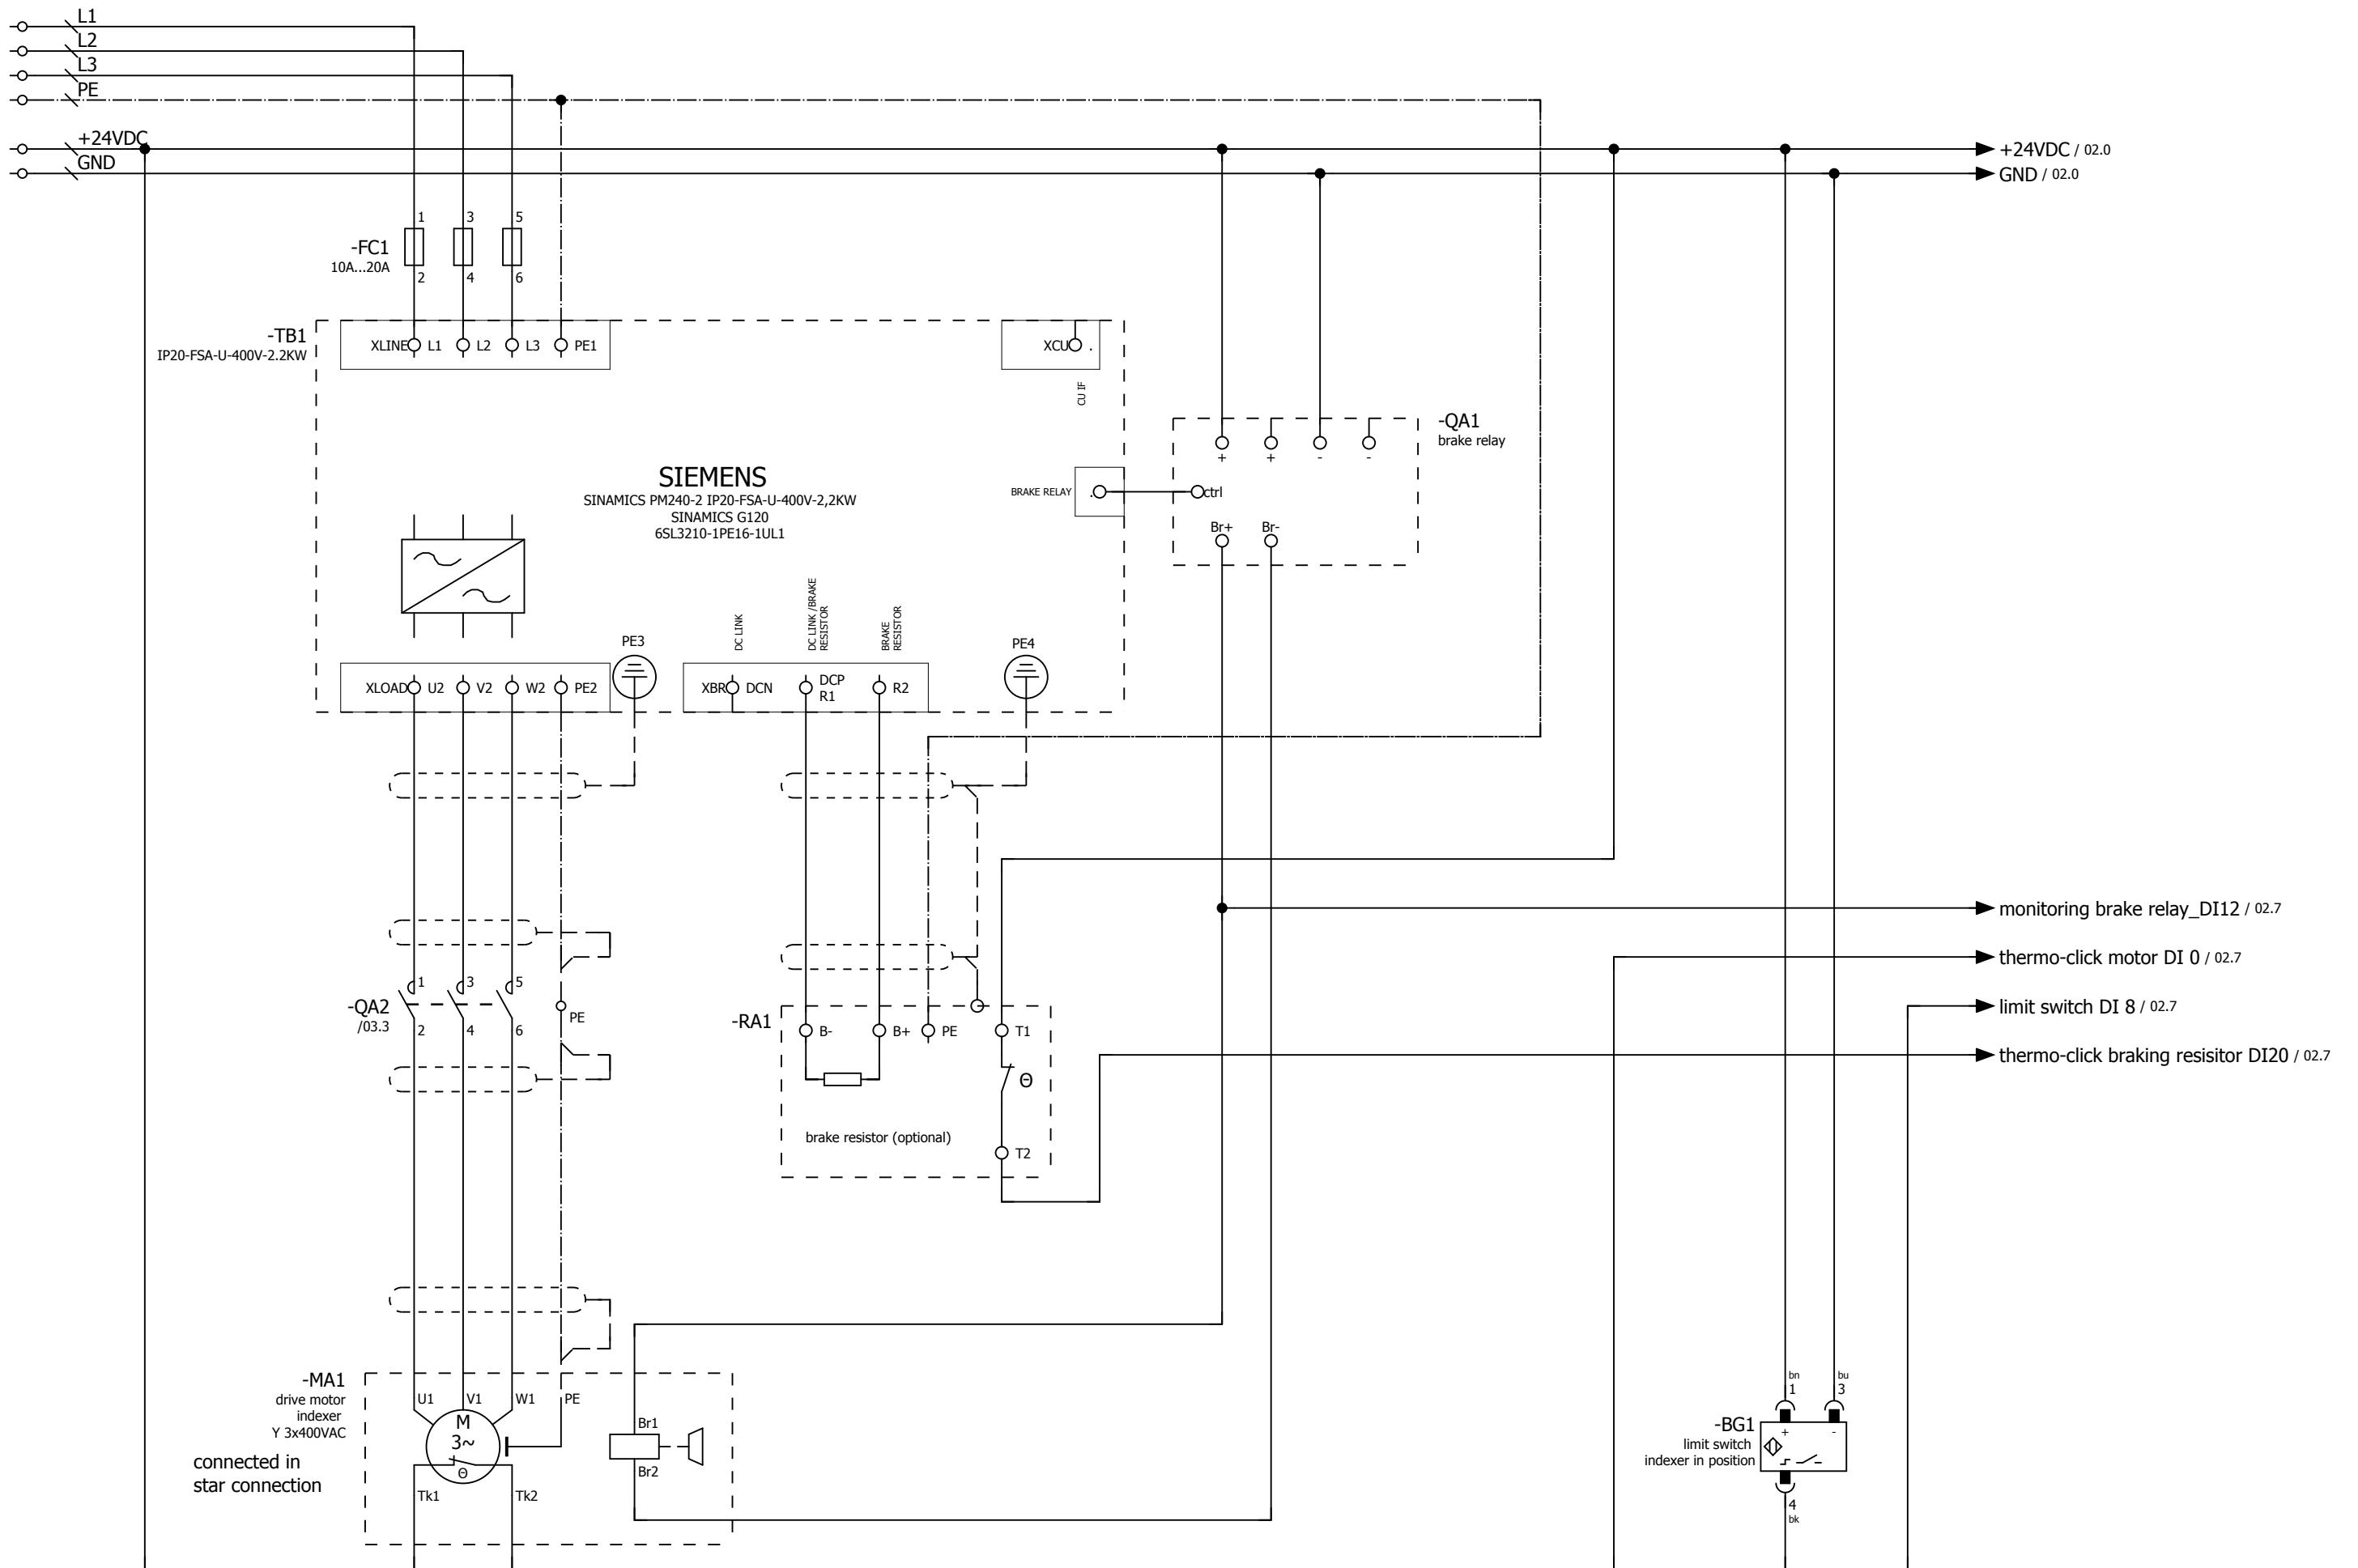 L1
L2
L3
PE
+24VDC
GND
+24VDC / 02.0
GND / 02.0
1 3 5
-FC1
10A...20A
2 4 6
-TB1
IP20-FSA-U-400V-2.2KW
XLINE L1 L2 L3 PE1
XCU .
CU IF
-QA1
brake relay
+ + - -
SIEMENS
SINAMICS PM240-2 IP20-FSA-U-400V-2,2KW
SINAMICS G120
6SL3210-1PE16-1UL1
BRAKE RELAY .
ctrl
Br+ Br-
DC LINK
DC LINK /BRAKE
RESISTOR
BRAKE
RESISTOR
PE3
PE4
XLOAD U2 V2 W2 PE2
XBR DCN
DCP
R1
R2
monitoring brake relay_DI12 / 02.7
thermo-click motor DI 0 / 02.7
limit switch DI 8 / 02.7
thermo-click braking resisitor DI20 / 02.7
1 3 5
-QA2
/03.3
2 4 6
PE
-RA1
B- B+ PE T1
Θ
brake resistor (optional)
T2
-MA1
drive motor
indexer
Y 3x400VAC
connected in
star connection
U1 V1 W1 PE
M
3~
Θ
Tk1 Tk2
Br1
Br2
bn bu
1 3
-BG1
limit switch
indexer in position
+ -
4
bk